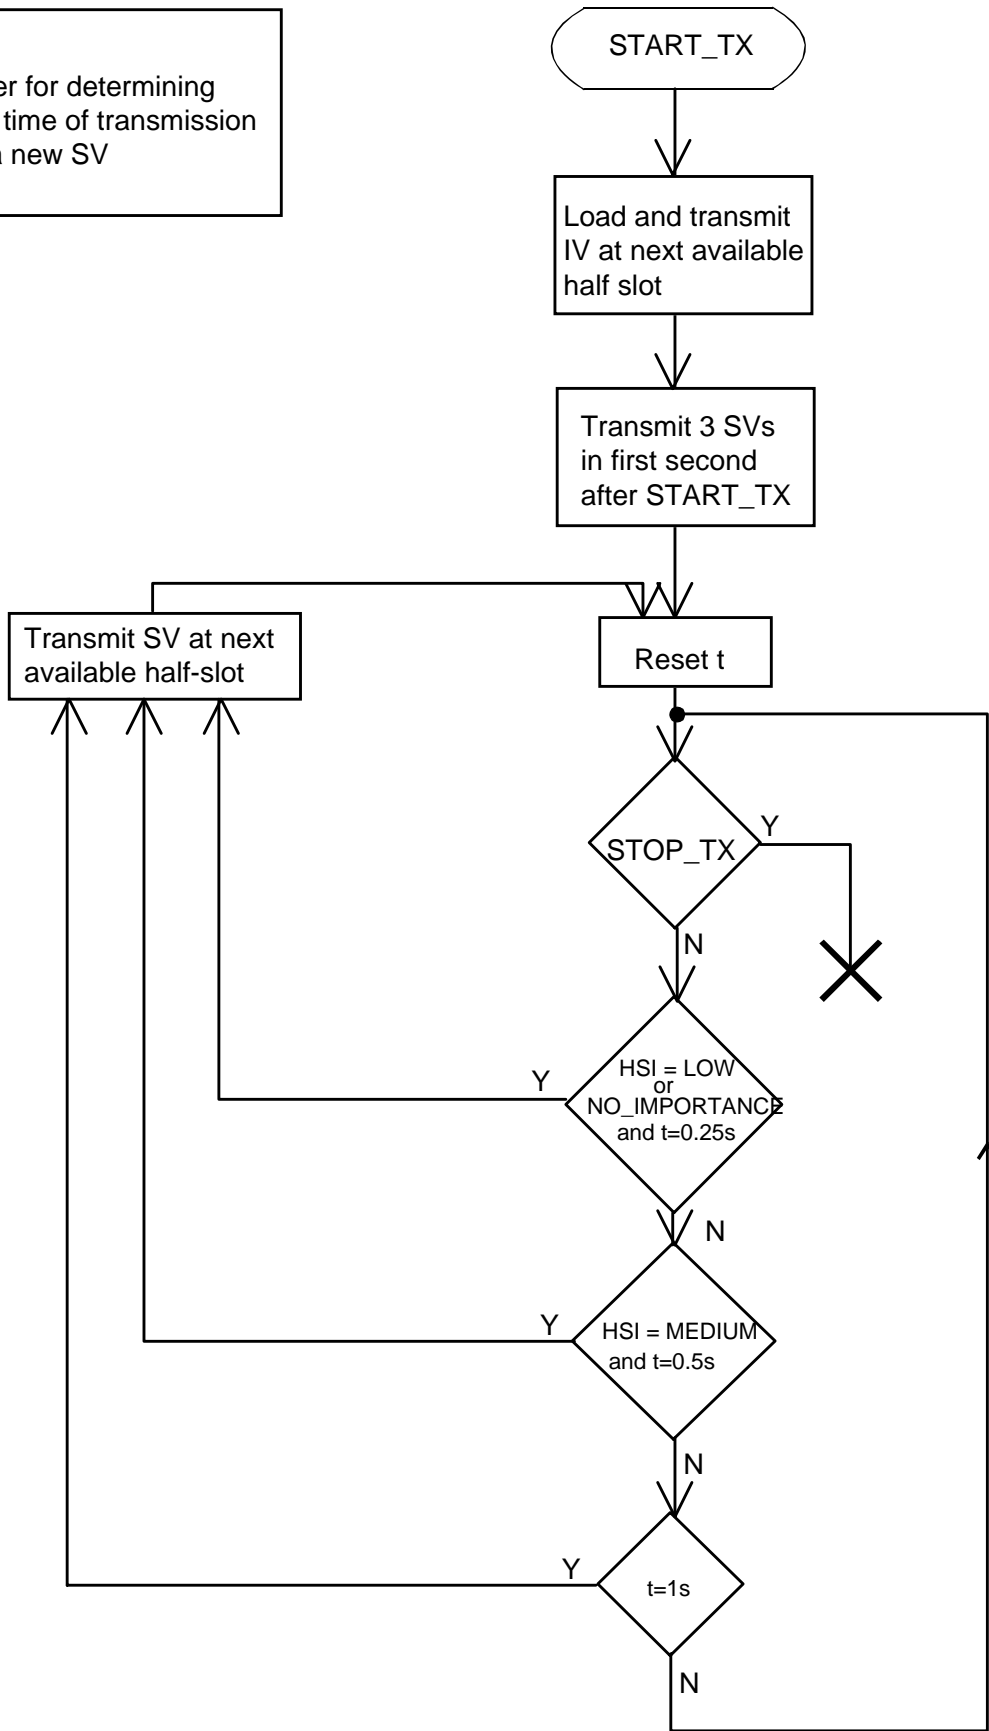 er for determining
time of transmission
new SV
START_TX
Load and transmit
IV at next available
half slot
Transmit 3 SVs
in first second
after START_TX
Transmit SV at next
available half-slot
Reset t
STOP_TX
Y
N
HSI = LOW
or
NO_IMPORTANCE
and t=0.25s
Y
N
HSI = MEDIUM
and t=0.5s
Y
N
t=1s
Y
N